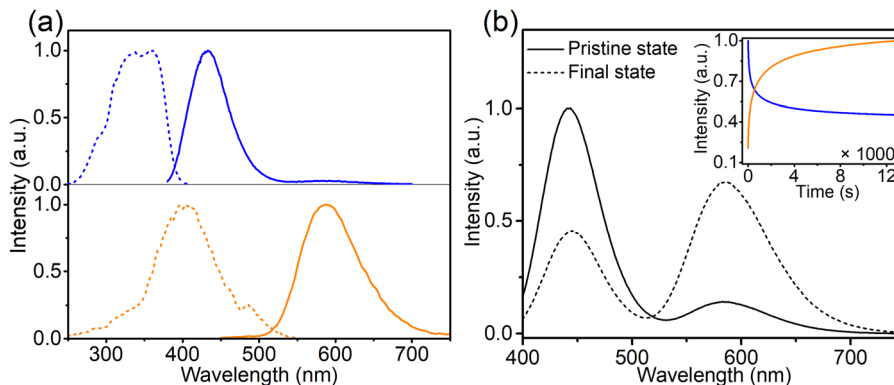 (a)
1.0
0.5
0.0
1.0
0.5
0.0
Intensity (a.u.)
Intensity (a.u.)
300 400 500 600 700
Wavelength (nm)
(b)
Pristine state
Final state
1.0
0.5
0.0
Intensity (a.u.)
400 500 600 700
Wavelength (nm)
1.0
0.7
0.4
0.1
Intensity (a.u.)
× 1000
0 4 8 12
Time (s)